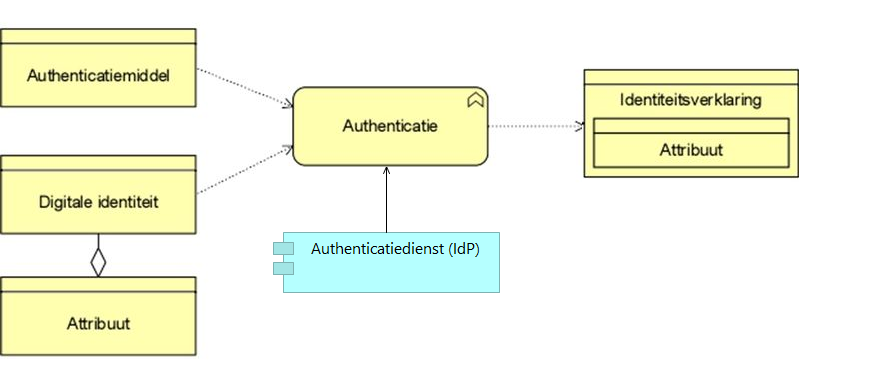 Authenticatiemiddel
Digitale identiteit
Attribuut
Authenticatie
Authenticatiedienst (IdP)
Identiteitsverklaring
Attribuut